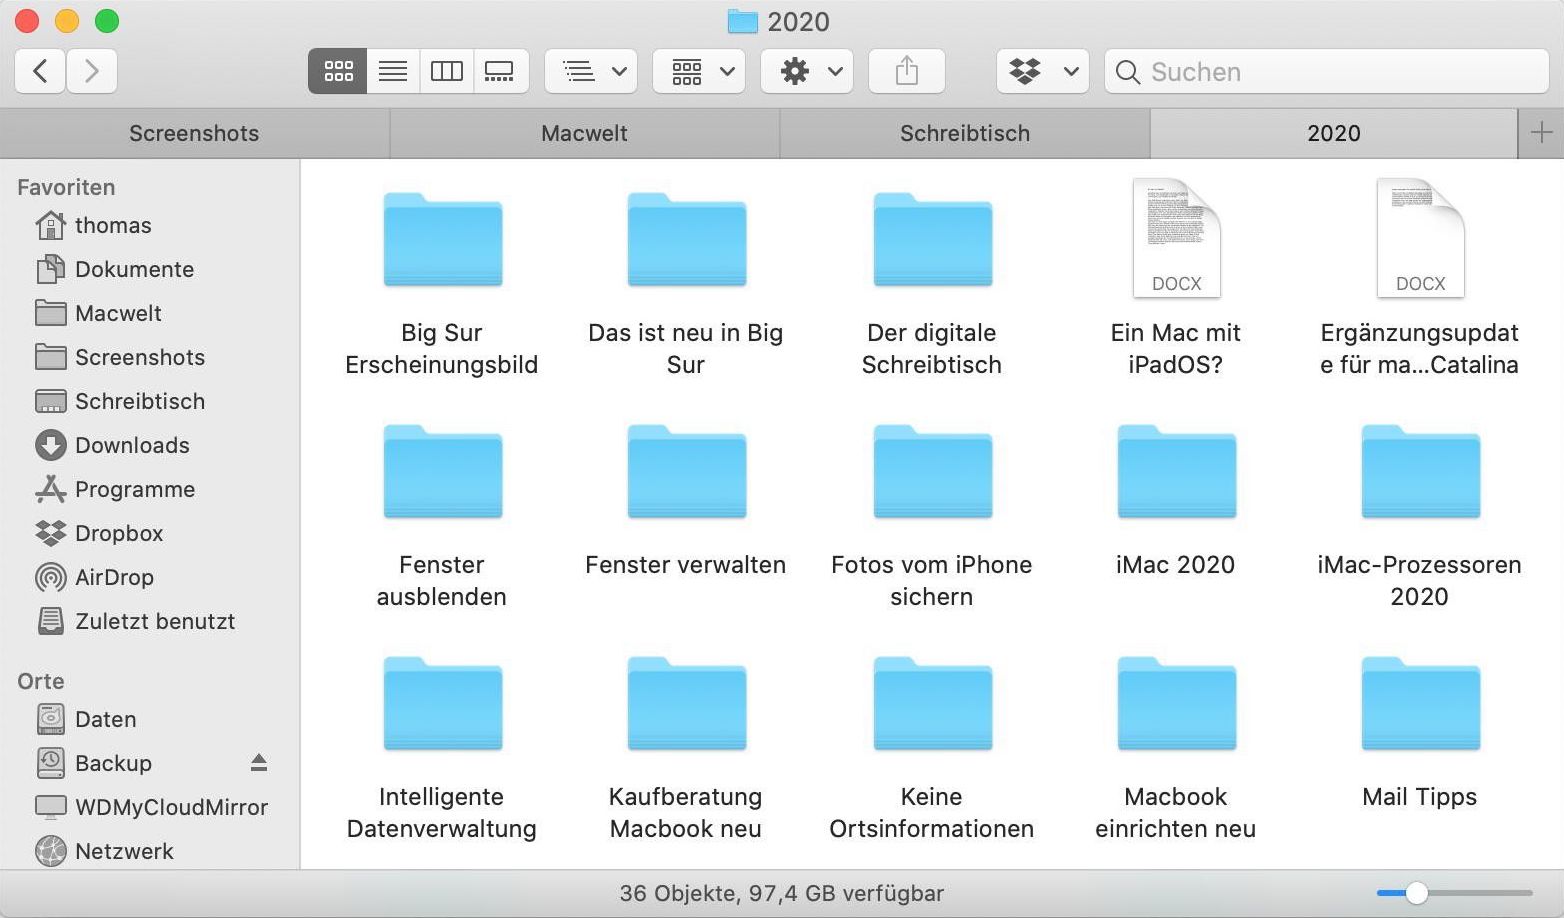 2020
Suchen
Screenshots
Macwelt
Schreibtisch
2020
Favoriten
thomas
Dokumente
Macwelt
Screenshots
Schreibtisch
Downloads
Programme
Dropbox
AirDrop
Zuletzt benutzt
Orte
Daten
Backup
WDMyCloudMirror
Netzwerk
Big Sur
Erscheinungsbild
Das ist neu in Big
Sur
Der digitale
Schreibtisch
DOCX
Ein Mac mit
iPadOS?
DOCX
Ergänzungsupdat
e für ma...Catalina
Fenster
ausblenden
Fenster verwalten
Fotos vom iPhone
sichern
iMac 2020
iMac-Prozessoren
2020
Intelligente
Datenverwaltung
Kaufberatung
Macbook neu
Keine
Ortsinformationen
Macbook
einrichten neu
Mail Tipps
36 Objekte, 97,4 GB verfügbar